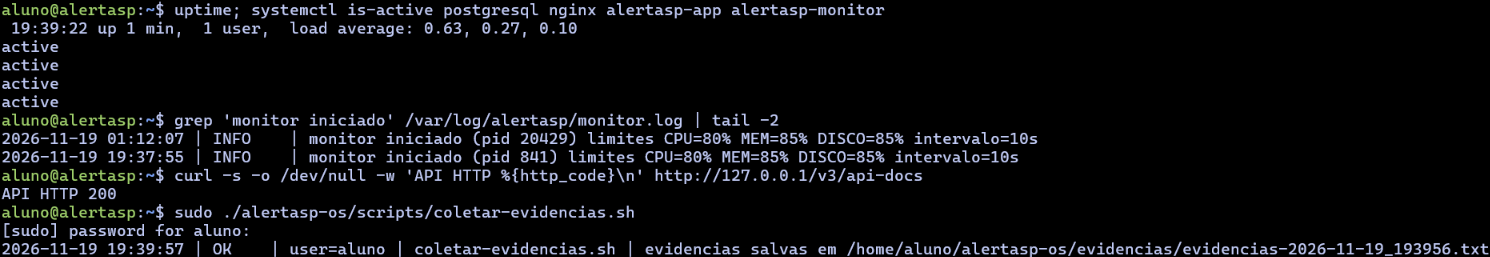 aluno@alertasp:~$ uptime; systemctl is-active postgresql nginx alertasp-app alertasp-monitor
 19:39:22 up 1 min,  1 user,  load average: 0.63, 0.27, 0.10
active
active
active
active
aluno@alertasp:~$ grep 'monitor iniciado' /var/log/alertasp/monitor.log | tail -2
2026-11-19 01:12:07 | INFO    | monitor iniciado (pid 20429) limites CPU=80% MEM=85% DISCO=85% intervalo=10s
2026-11-19 19:37:55 | INFO    | monitor iniciado (pid 841) limites CPU=80% MEM=85% DISCO=85% intervalo=10s
aluno@alertasp:~$ curl -s -o /dev/null -w 'API HTTP %{http_code}\n' http://127.0.0.1/v3/api-docs
API HTTP 200
aluno@alertasp:~$ sudo ./alertasp-os/scripts/coletar-evidencias.sh
[sudo] password for aluno:
2026-11-19 19:39:57 | OK    | user=aluno | coletar-evidencias.sh | evidencias salvas em /home/aluno/alertasp-os/evidencias/evidencias-2026-11-19_193956.txt